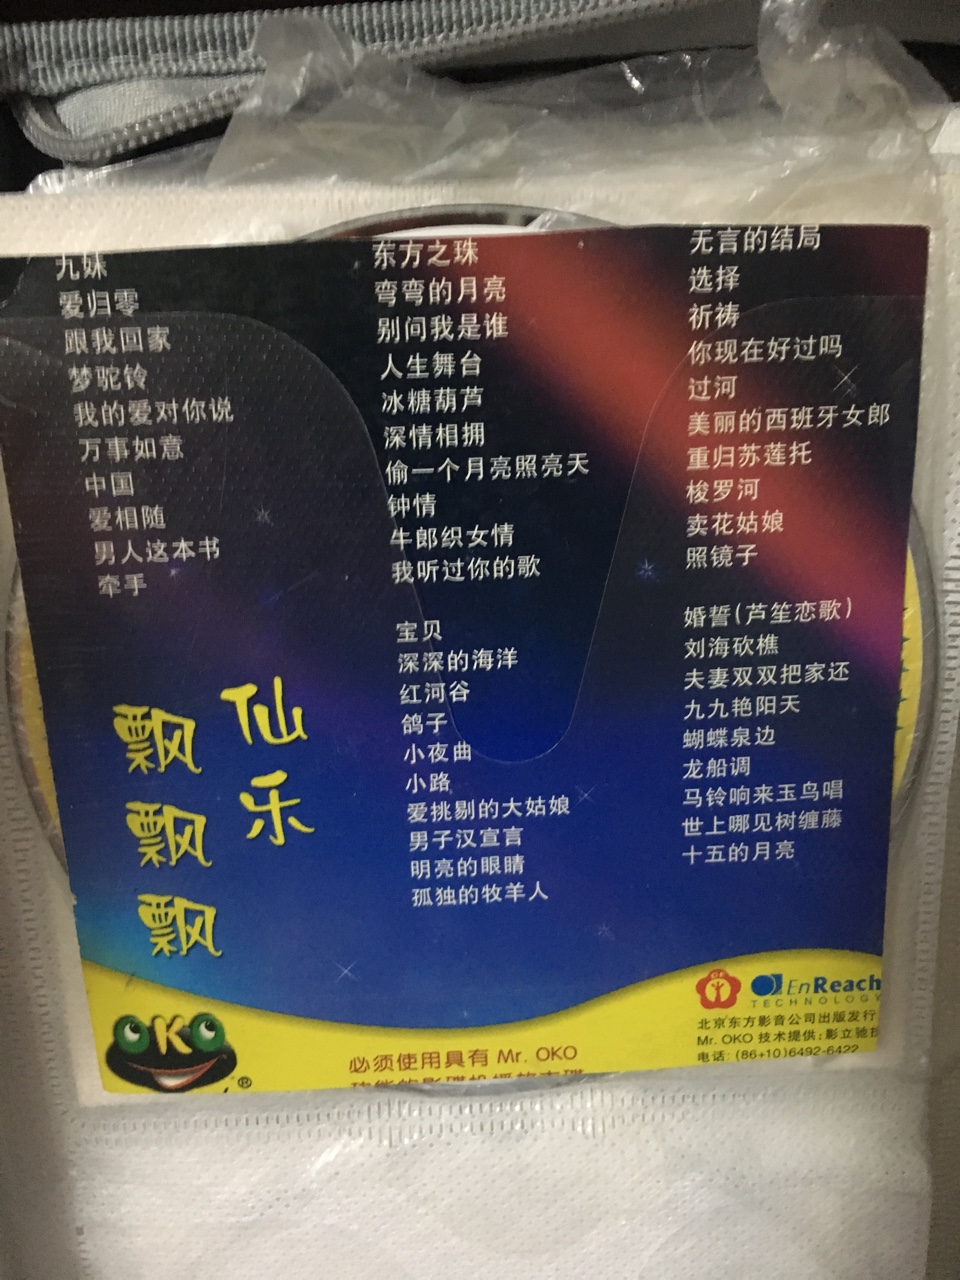 九妹
爱归零
跟我回家
梦驼铃
我的爱对你说
万事如意
中国
爱相随
男人这本书
牵手
仙乐
飘飘飘
东方之珠
弯弯的月亮
别问我是谁
人生舞台
冰糖葫芦
深情相拥
偷一个月亮照亮天
钟情
牛郎织女情
我听过你的歌
宝贝
深深的海洋
红河谷
鸽子
小夜曲
小路
爱挑剔的大姑娘
男子汉宣言
明亮的眼睛
孤独的牧羊人
无言的结局
选择
祈祷
你现在好过吗
过河
美丽的西班牙女郎
重归苏莲托
梭罗河
卖花姑娘
照镜子
婚誓(芦笙恋歌)
刘海砍樵
夫妻双双把家还
九九艳阳天
蝴蝶泉边
龙船调
马铃响来玉鸟唱
世上哪见树缠藤
十五的月亮
OKO
®
必须使用具有 Mr. OKO
EnReach
TECHNOLOGY
北京东方影音公司出版发行
Mr. OKO 技术提供:影立驰
电话: (86+10)6492-6422